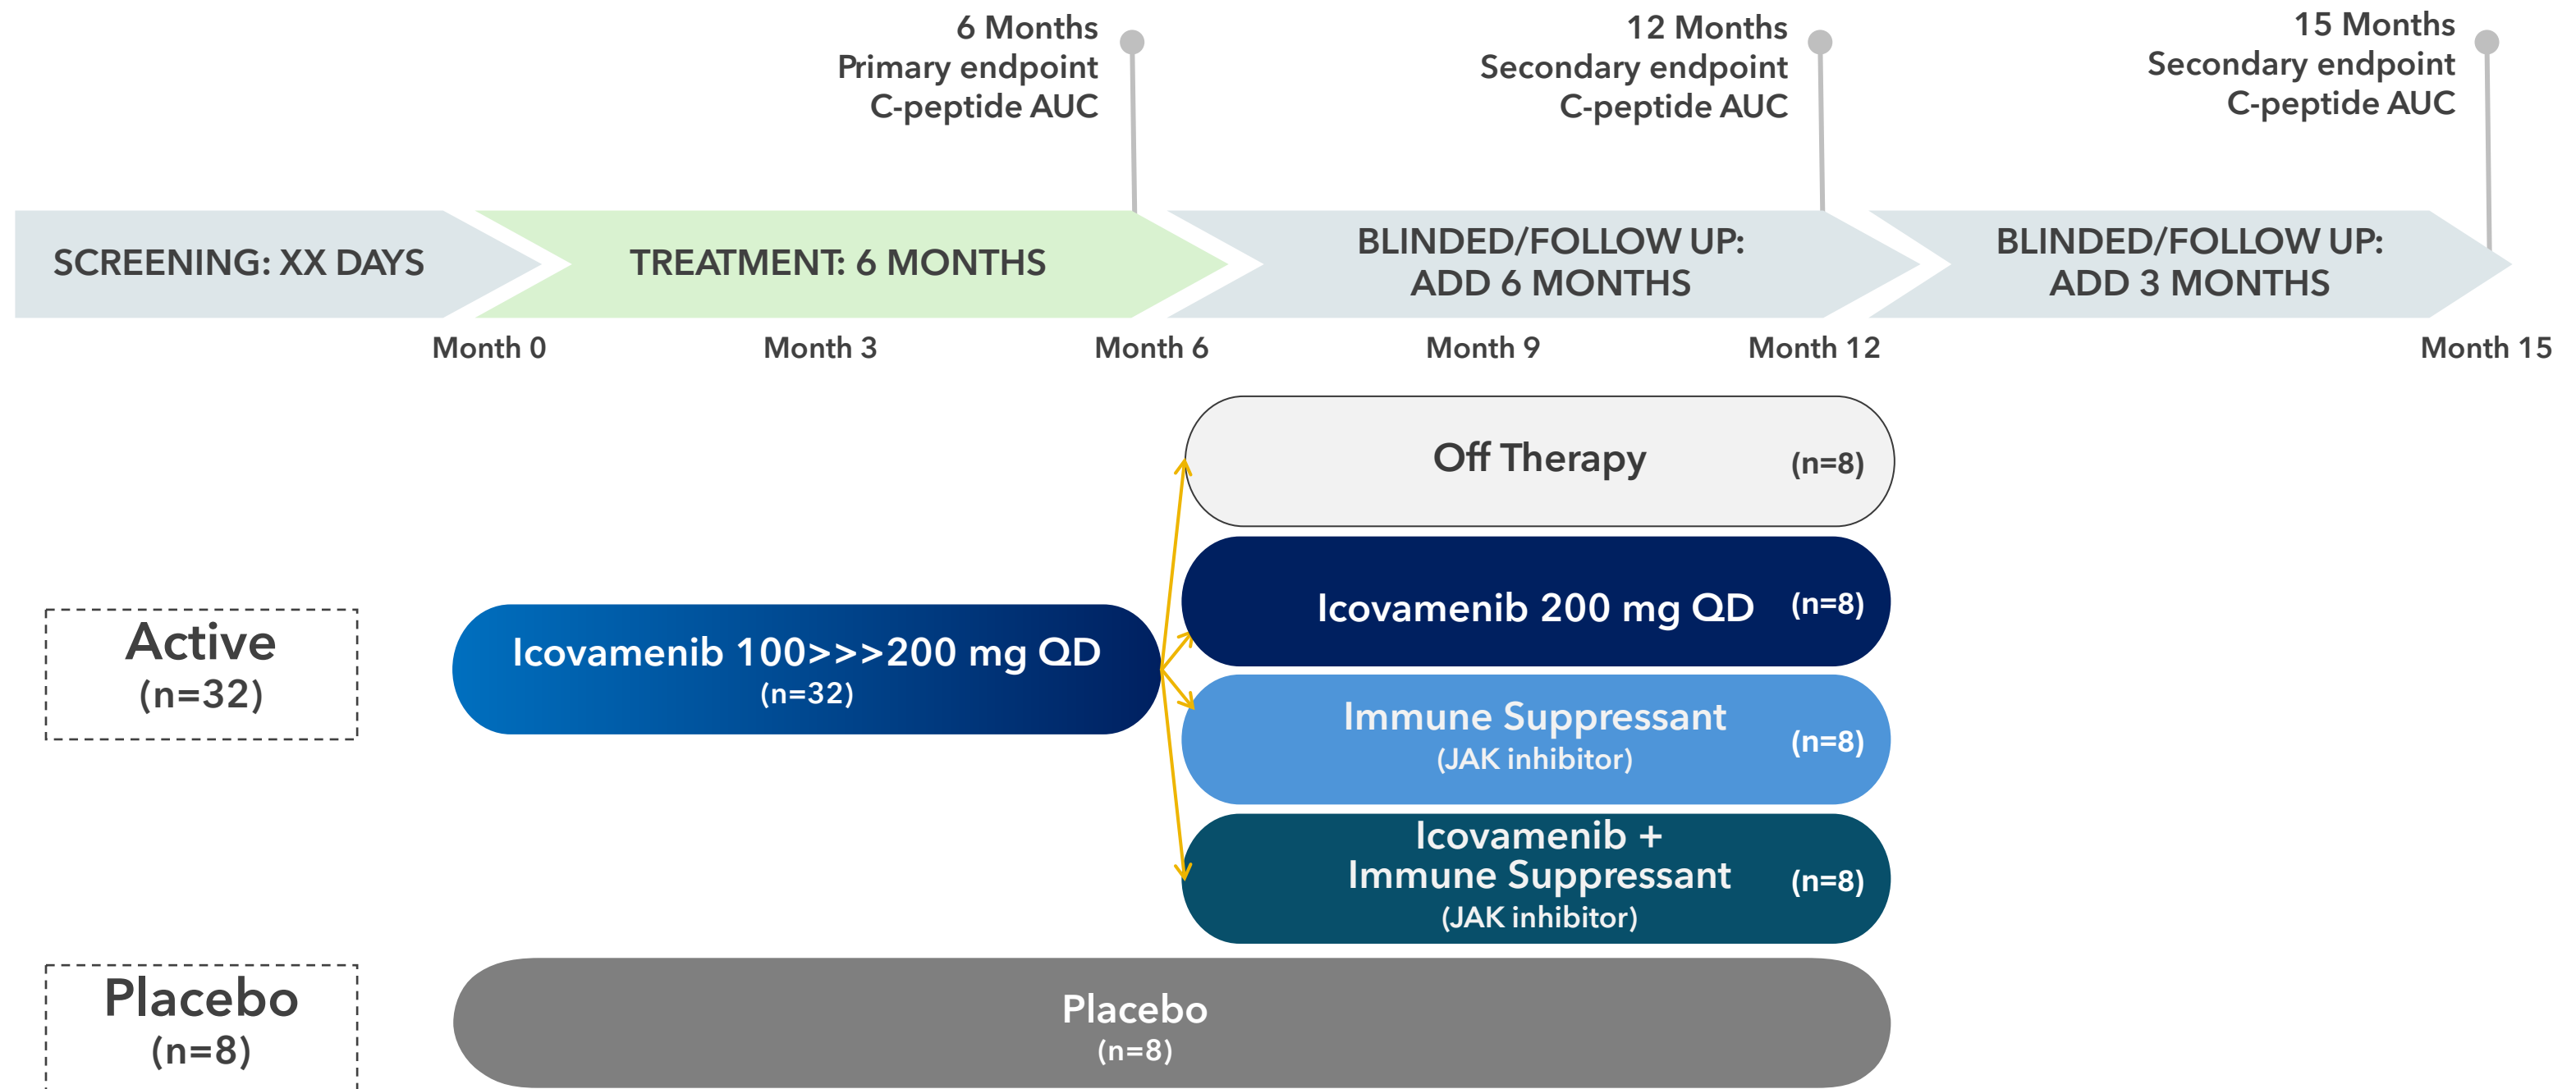 6 Months
Primary endpoint
C-peptide AUC
12 Months
Secondary endpoint
C-peptide AUC
15 Months
Secondary endpoint
C-peptide AUC
SCREENING: XX DAYS
TREATMENT: 6 MONTHS
BLINDED/FOLLOW UP:
ADD 6 MONTHS
BLINDED/FOLLOW UP:
ADD 3 MONTHS
Month 0
Month 3
Month 6
Month 9
Month 12
Month 15
Off Therapy (n=8)
Active
(n=32)
Icovamenib 100>>>200 mg QD
(n=32)
Icovamenib 200 mg QD (n=8)
Immune Suppressant
(JAK inhibitor)
(n=8)
Icovamenib +
Immune Suppressant
(JAK inhibitor)
(n=8)
Placebo
(n=8)
Placebo
(n=8)